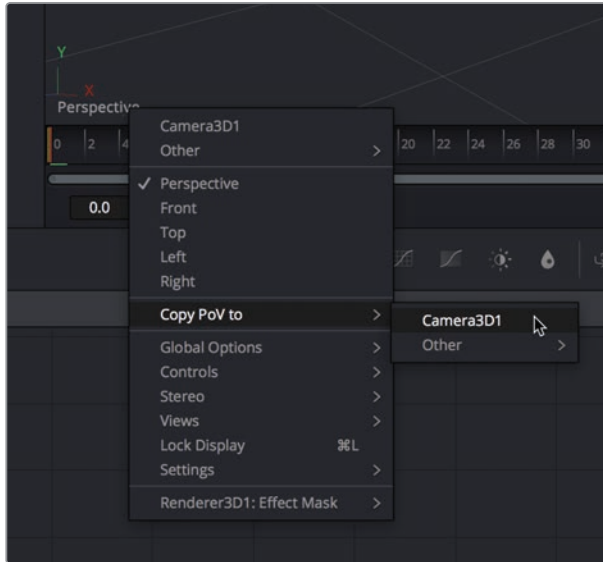 Y
X
Perspective
0 2 4 20 22 24 26 28 30
0.0
Camera3D1
Other
Perspective
Front
Top
Left
Right
Copy PoV to
Camera3D1
Other
Global Options
Controls
Stereo
Views
Lock Display ⌘L
Settings
Renderer3D1: Effect Mask